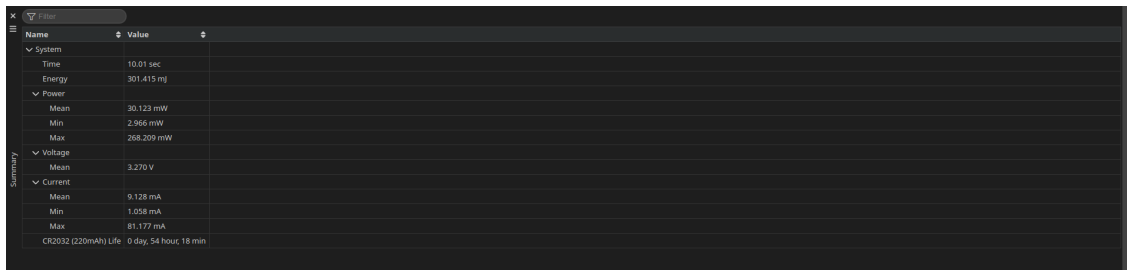 Filter
Name Value
System
Time 10.01 sec
Energy 301.415 mJ
Power
Mean 30.123 mW
Min 2.966 mW
Max 268.209 mW
Voltage
Mean 3.270 V
Current
Mean 9.128 mA
Min 1.058 mA
Max 81.177 mA
CR2032 (220mAh) Life 0 day, 54 hour, 18 min
Summary